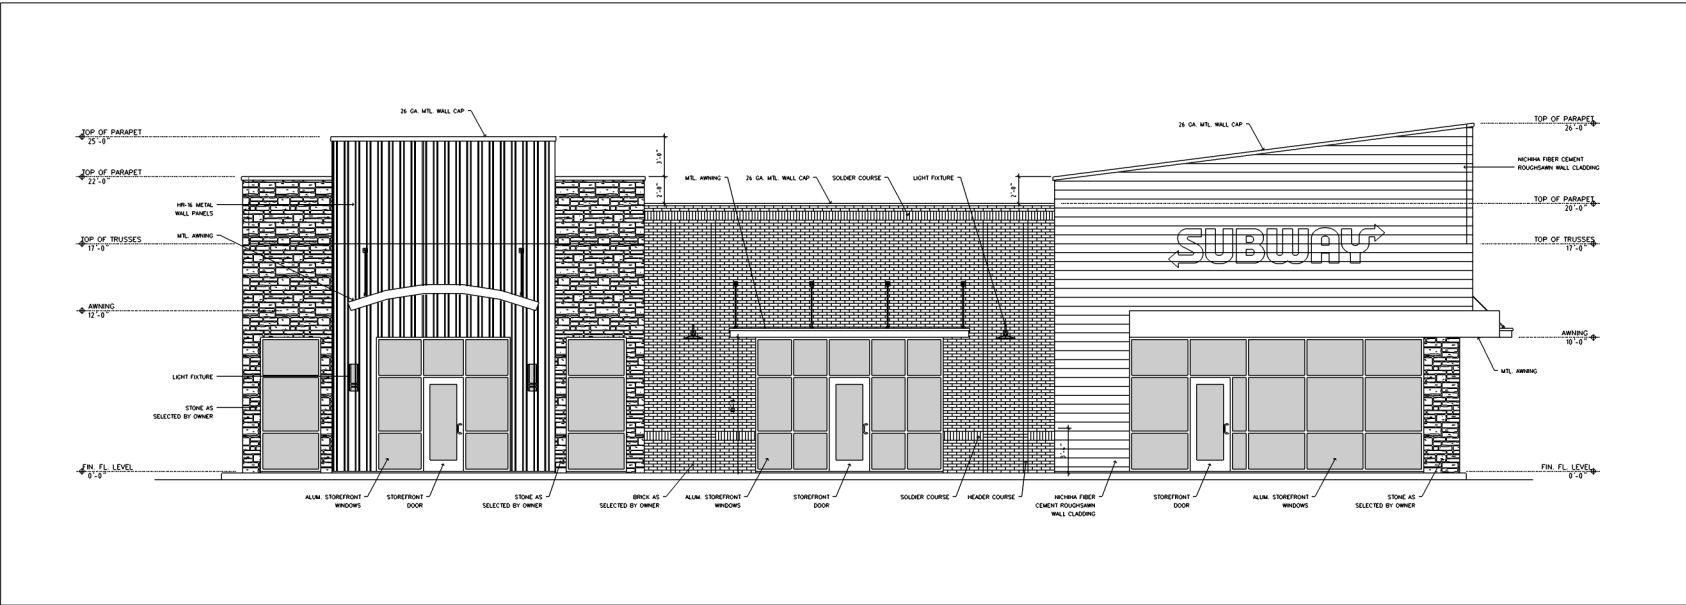 26 GA. MTL. WALL CAP
TOP OF PARAPET
25'-0"
TOP OF PARAPET
22'-0"
HR-16 METAL
WALL PANELS
MTL. AWNING
TOP OF TRUSSES
17'-0"
AWNING
12'-0"
LIGHT FIXTURE
STONE AS
SELECTED BY OWNER
FIN. FL. LEVEL
0'-0"
3'-0"
2'-0"
MTL. AWNING
26 GA. MTL. WALL CAP
SOLDIER COURSE
LIGHT FIXTURE
2'-0"
26 GA. MTL. WALL CAP
SUBWAY
TOP OF PARAPET
26'-0"
NICHIHA FIBER CEMENT
ROUGHSAWN WALL CLADDING
TOP OF PARAPET
20'-0"
TOP OF TRUSSES
17'-0"
AWNING
10'-0"
MTL. AWNING
FIN. FL. LEVEL
0'-0"
ALUM. STOREFRONT
WINDOWS
STOREFRONT
DOOR
STONE AS
SELECTED BY OWNER
BRICK AS
SELECTED BY OWNER
ALUM. STOREFRONT
WINDOWS
STOREFRONT
DOOR
SOLDIER COURSE
HEADER COURSE
NICHIHA FIBER
CEMENT ROUGHSAWN
WALL CLADDING
STOREFRONT
DOOR
ALUM. STOREFRONT
WINDOWS
STONE AS
SELECTED BY OWNER